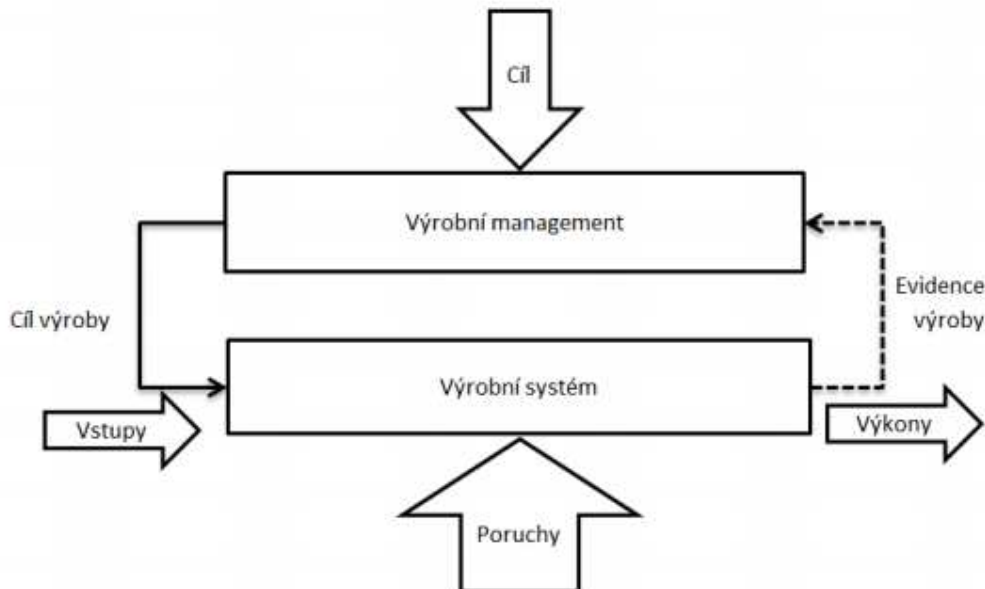 Cíl
Výrobní management
Evidence
výroby
Cíl výroby
Výrobní systém
Vstupy
Výkony
Poruchy